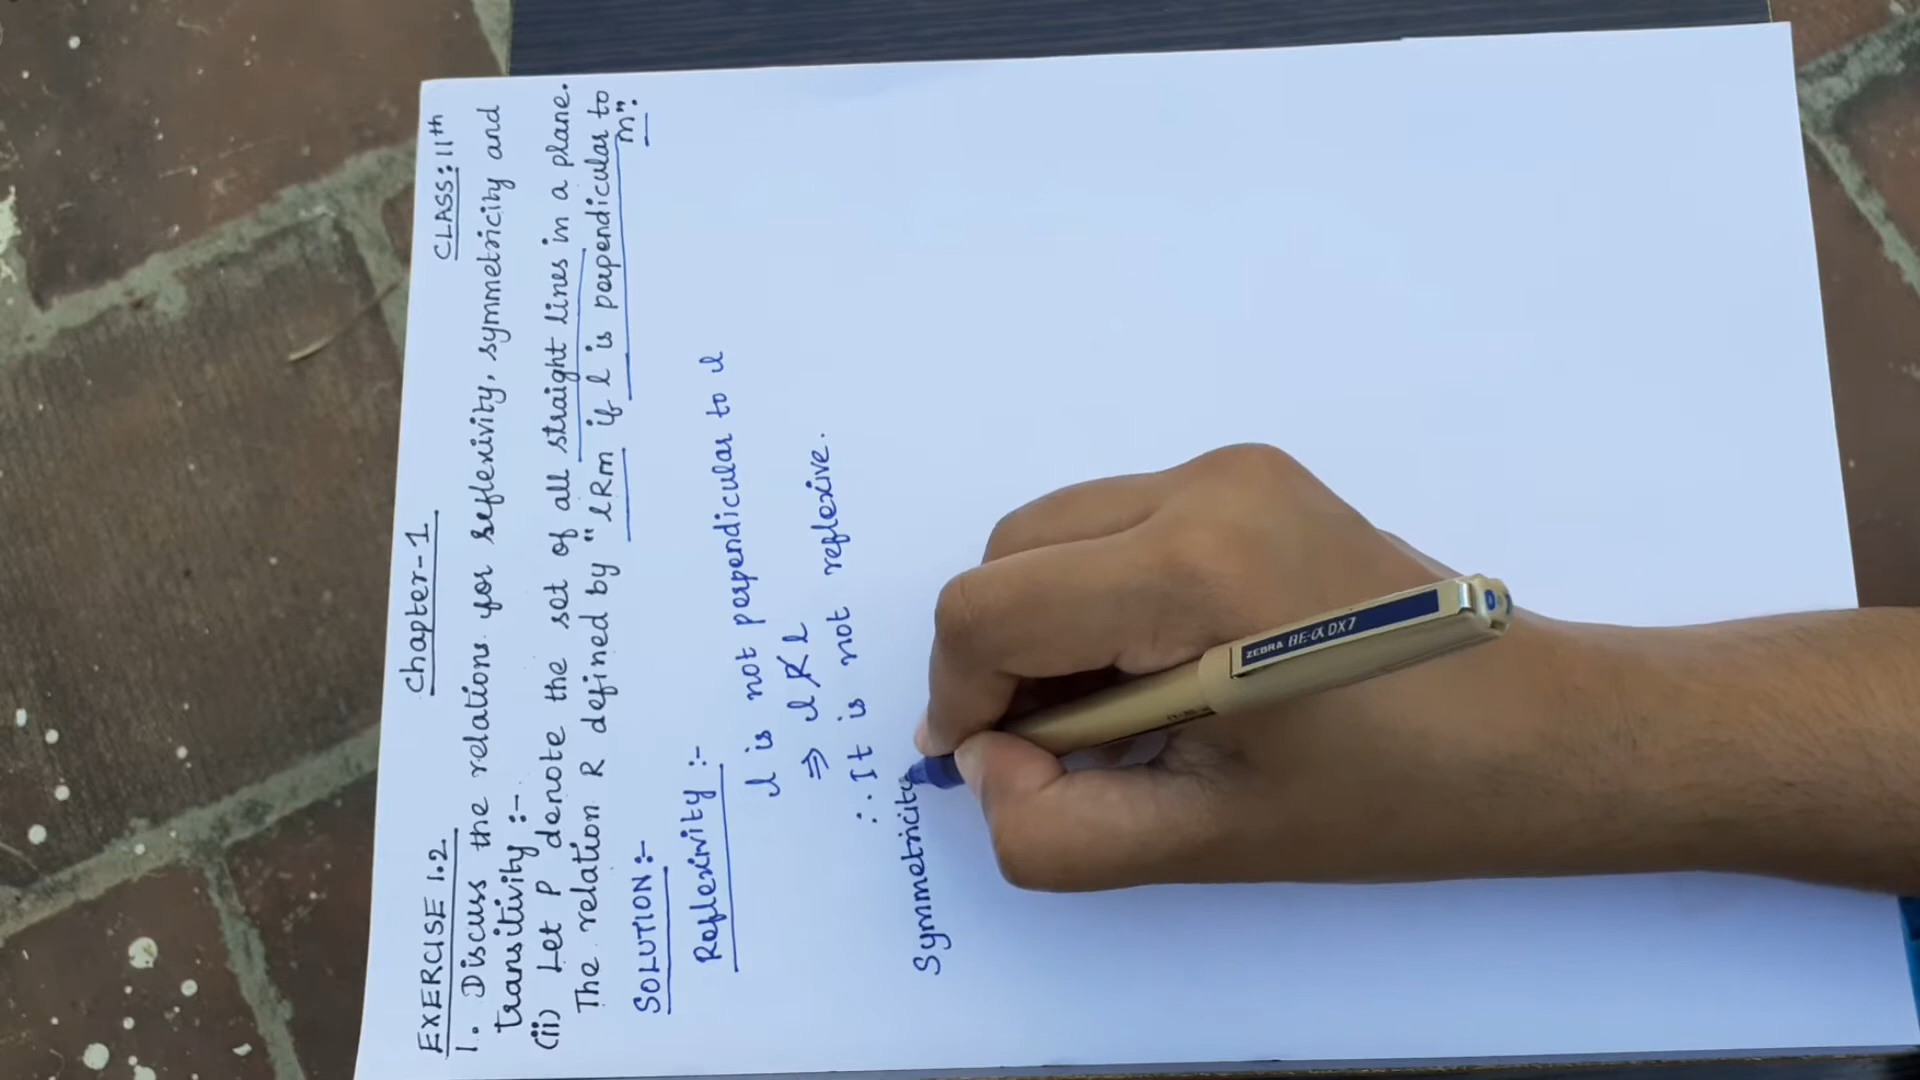 Chapter-1
EXERCISE 1.2 CLASS: 11th
1. Discuss the relations for reflexivity, symmetricity and
transitivity :-
(ii) Let P denote the set of all straight lines in a plane.
The relation R defined by "lRm if l is perpendicular to
m".
SOLUTION:-
Reflexivity :-
l is not perpendicular to l
⇒ l R̸ l
∴ It is not reflexive.
Symmetricity
ZEBRA BE-α DX7